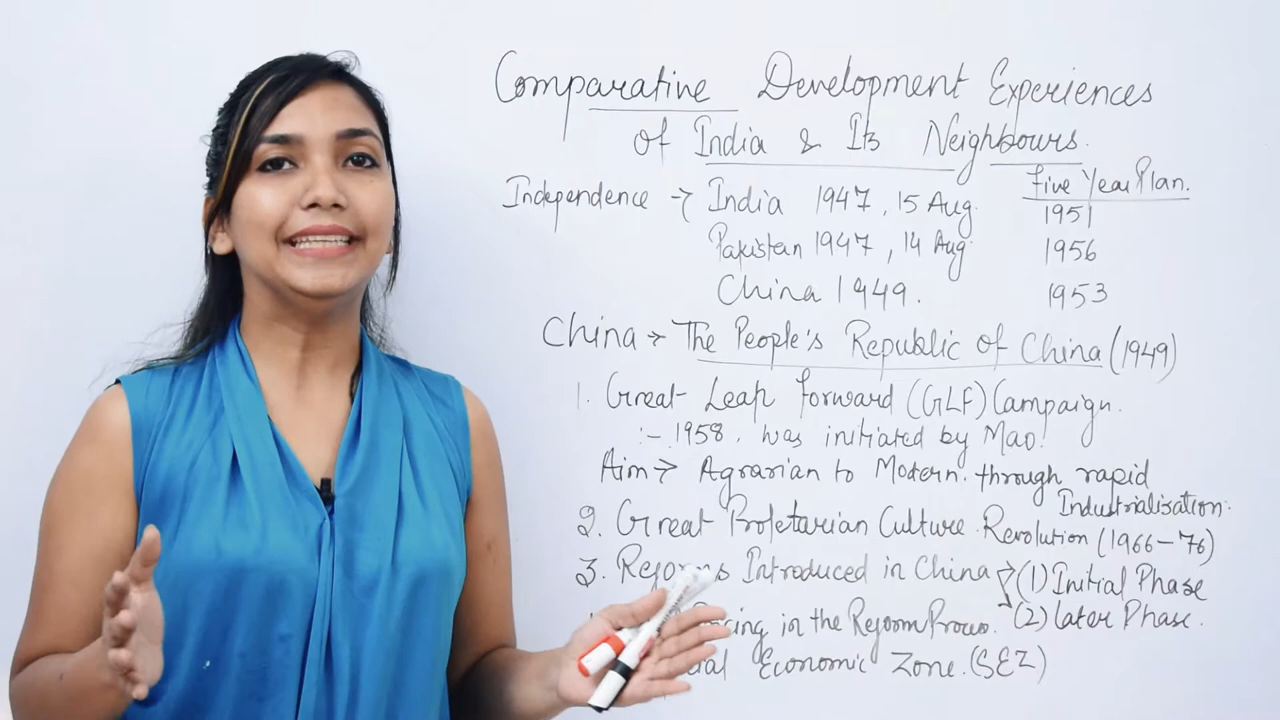 Comparative Development Experiences
of India & Its Neighbours.
Five Year Plan.
Independence → India 1947, 15 Aug. 1951
Pakistan 1947, 14 Aug 1956
China 1949. 1953
China → The People's Republic of China (1949)
1. Great Leap Forward (GLF) Campaign.
:- 1958. was initiated by Mao.
Aim → Agrarian to Modern. through rapid
Industrialisation.
2. Great Proletarian Culture Revolution (1966-76)
3. Reforms Introduced in China → (1) Initial Phase
(2) Later Phase.
in the Reform Process.
Economic Zone. (SEZ)